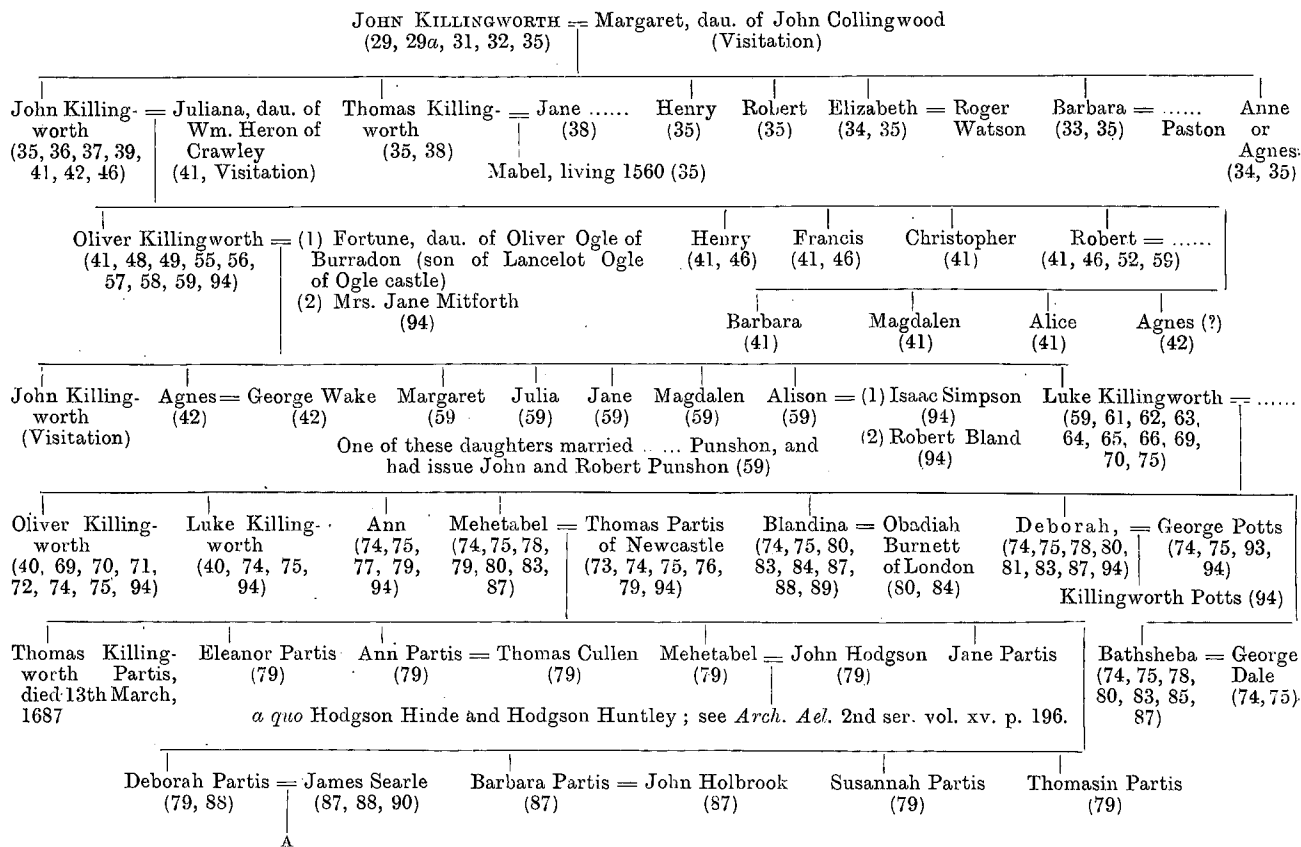 JOHN KILLINGWORTH = Margaret, dau. of John Collingwood
(29, 29a, 31, 32, 35) (Visitation)
John Killing- = Juliana, dau. of Thomas Killing- = Jane ...... Henry Robert Elizabeth = Roger Barbara = ...... Anne
worth Wm. Heron of worth (38) (35) (35) (34, 35) Watson (33, 35) Paston or
(35, 36, 37, 39, Crawley (35, 38) Agnes
41, 42, 46) (41, Visitation) Mabel, living 1560 (35) (34, 35)
Oliver Killingworth = (1) Fortune, dau. of Oliver Ogle of Henry Francis Christopher Robert = ......
(41, 48, 49, 55, 56, Burradon (son of Lancelot Ogle (41, 46) (41, 46) (41) (41, 46, 52, 59)
57, 58, 59, 94) of Ogle castle)
(2) Mrs. Jane Mitforth
(94) Barbara Magdalen Alice Agnes (?)
(41) (41) (41) (42)
John Killing- Agnes = George Wake Margaret Julia Jane Magdalen Alison = (1) Isaac Simpson Luke Killingworth = ......
worth (42) (42) (59) (59) (59) (59) (59) (94) (59, 61, 62, 63,
(Visitation) One of these daughters married ...... Punshon, and (2) Robert Bland 64, 65, 66, 69,
had issue John and Robert Punshon (59) (94) 70, 75)
Oliver Killing- Luke Killing- Ann Mehetabel = Thomas Partis Blandina = Obadiah Deborah, = George Potts
worth worth (74, 75, (74, 75, 78, of Newcastle (74, 75, 80, Burnett (74, 75, 78, 80, (74, 75, 93,
(40, 69, 70, 71, (40, 74, 75, 77, 79, 79, 80, 83, (73, 74, 75, 76, 83, 84, 87, of London 81, 83, 87, 94) 94)
72, 74, 75, 94) 94) 94) 87) 79, 94) 88, 89) (80, 84) Killingworth Potts (94)
Thomas Killing- Eleanor Partis Ann Partis = Thomas Cullen Mehetabel = John Hodgson Jane Partis Bathsheba = George
worth Partis, (79) (79) (79) (79) (79) (74, 75, 78, Dale
died 13th March, 80, 83, 85, (74, 75)
1687 a quo Hodgson Hinde and Hodgson Huntley ; see Arch. Ael. 2nd ser. vol. xv. p. 196. 87)
Deborah Partis = James Searle Barbara Partis = John Holbrook Susannah Partis Thomasin Partis
(79, 88) (87, 88, 90) (87) (87) (79) (79)
A